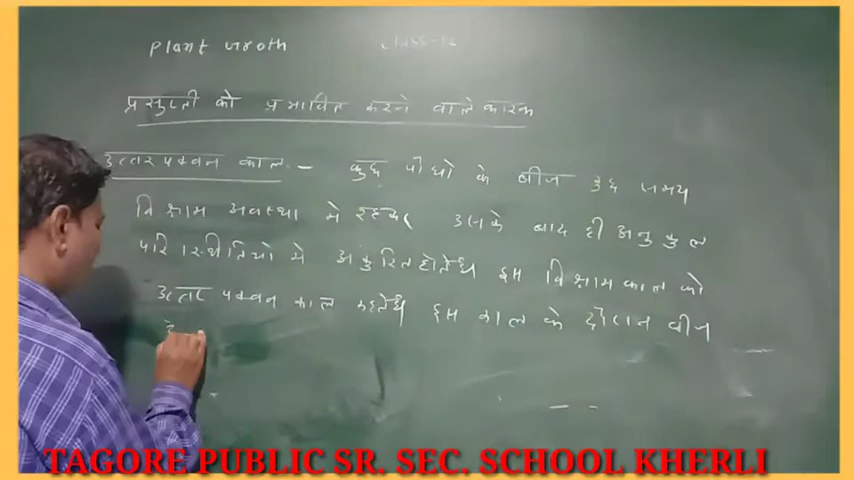 Plant Groth Class-12
प्रसुप्ती को प्रभावित करने वाले कारक
उत्तर पक्वन काल - कुछ पौधो के बीज कुछ समय
विश्राम अवस्था मे रहकर उसके बाद ही अनुकुल
परिस्थीतियो मे अंकुरित होते है इस विश्राम काल को
उत्तर पक्वन काल कहते है इस काल के दौरान बीज
TAGORE PUBLIC SR. SEC. SCHOOL KHERLI